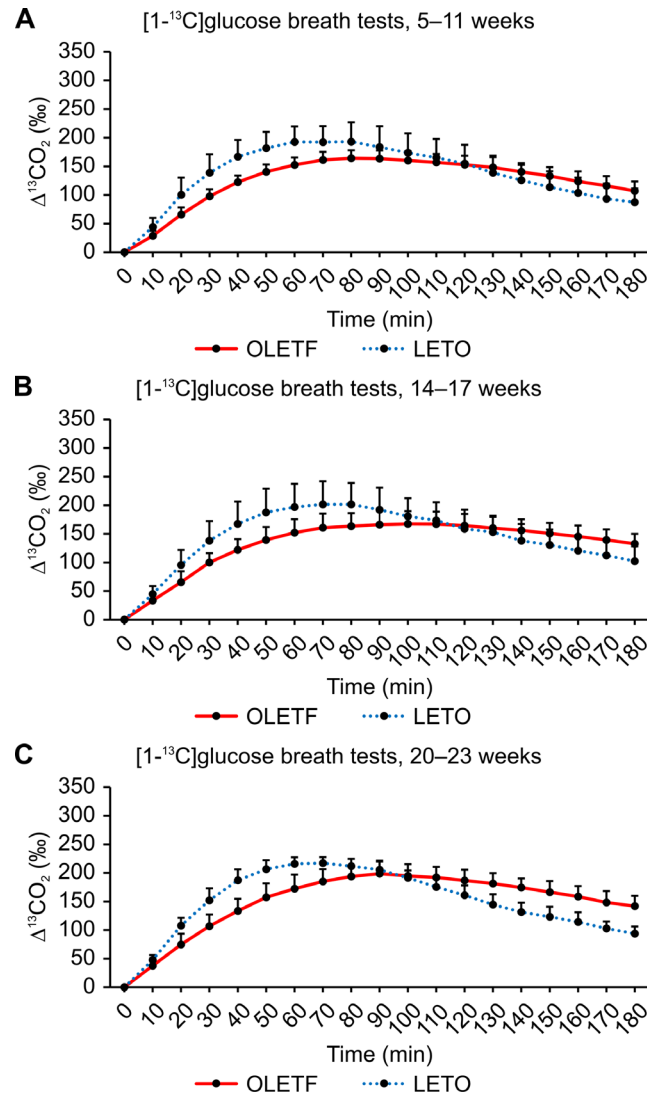 A [1-¹³C]glucose breath tests, 5–11 weeks
Δ¹³CO₂ (‰)
350
300
250
200
150
100
50
0
0 10 20 30 40 50 60 70 80 90 100 110 120 130 140 150 160 170 180
Time (min)
OLETF LETO
B [1-¹³C]glucose breath tests, 14–17 weeks
Δ¹³CO₂ (‰)
350
300
250
200
150
100
50
0
0 10 20 30 40 50 60 70 80 90 100 110 120 130 140 150 160 170 180
Time (min)
OLETF LETO
C [1-¹³C]glucose breath tests, 20–23 weeks
Δ¹³CO₂ (‰)
350
300
250
200
150
100
50
0
0 10 20 30 40 50 60 70 80 90 100 110 120 130 140 150 160 170 180
Time (min)
OLETF LETO